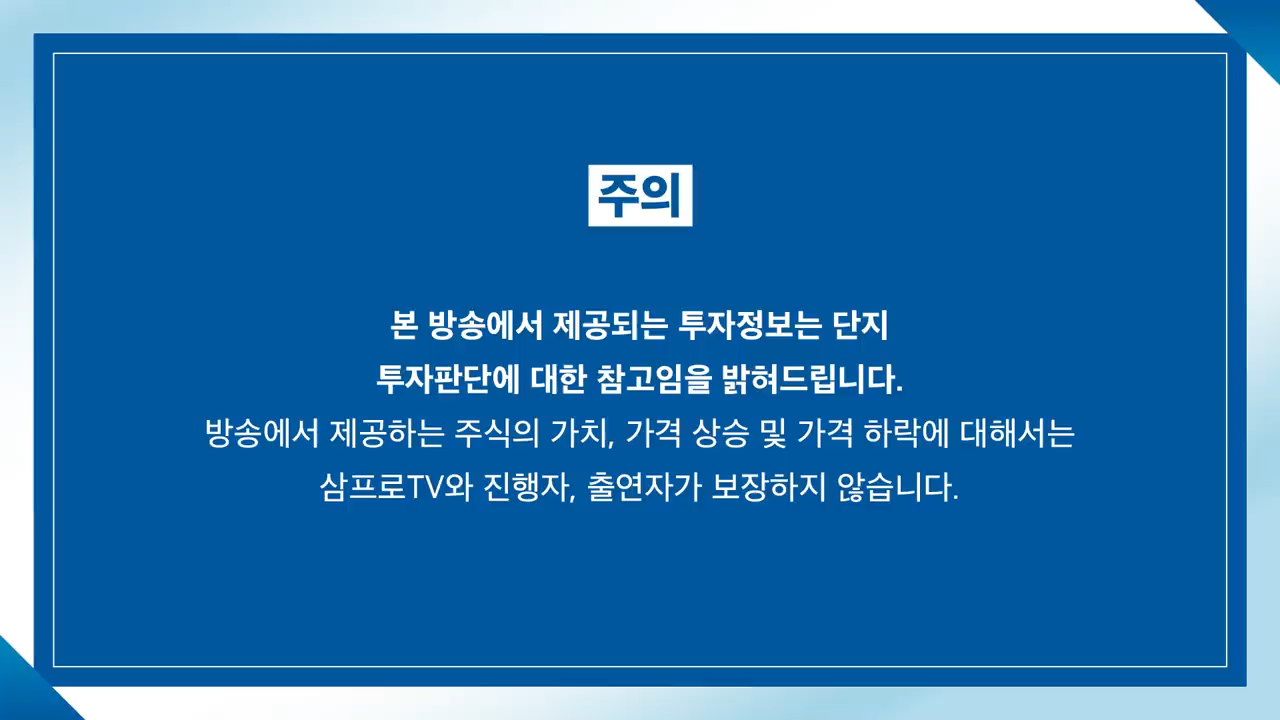 주의
본 방송에서 제공되는 투자정보는 단지
투자판단에 대한 참고임을 밝혀드립니다.
방송에서 제공하는 주식의 가치, 가격 상승 및 가격 하락에 대해서는
삼프로TV와 진행자, 출연자가 보장하지 않습니다.